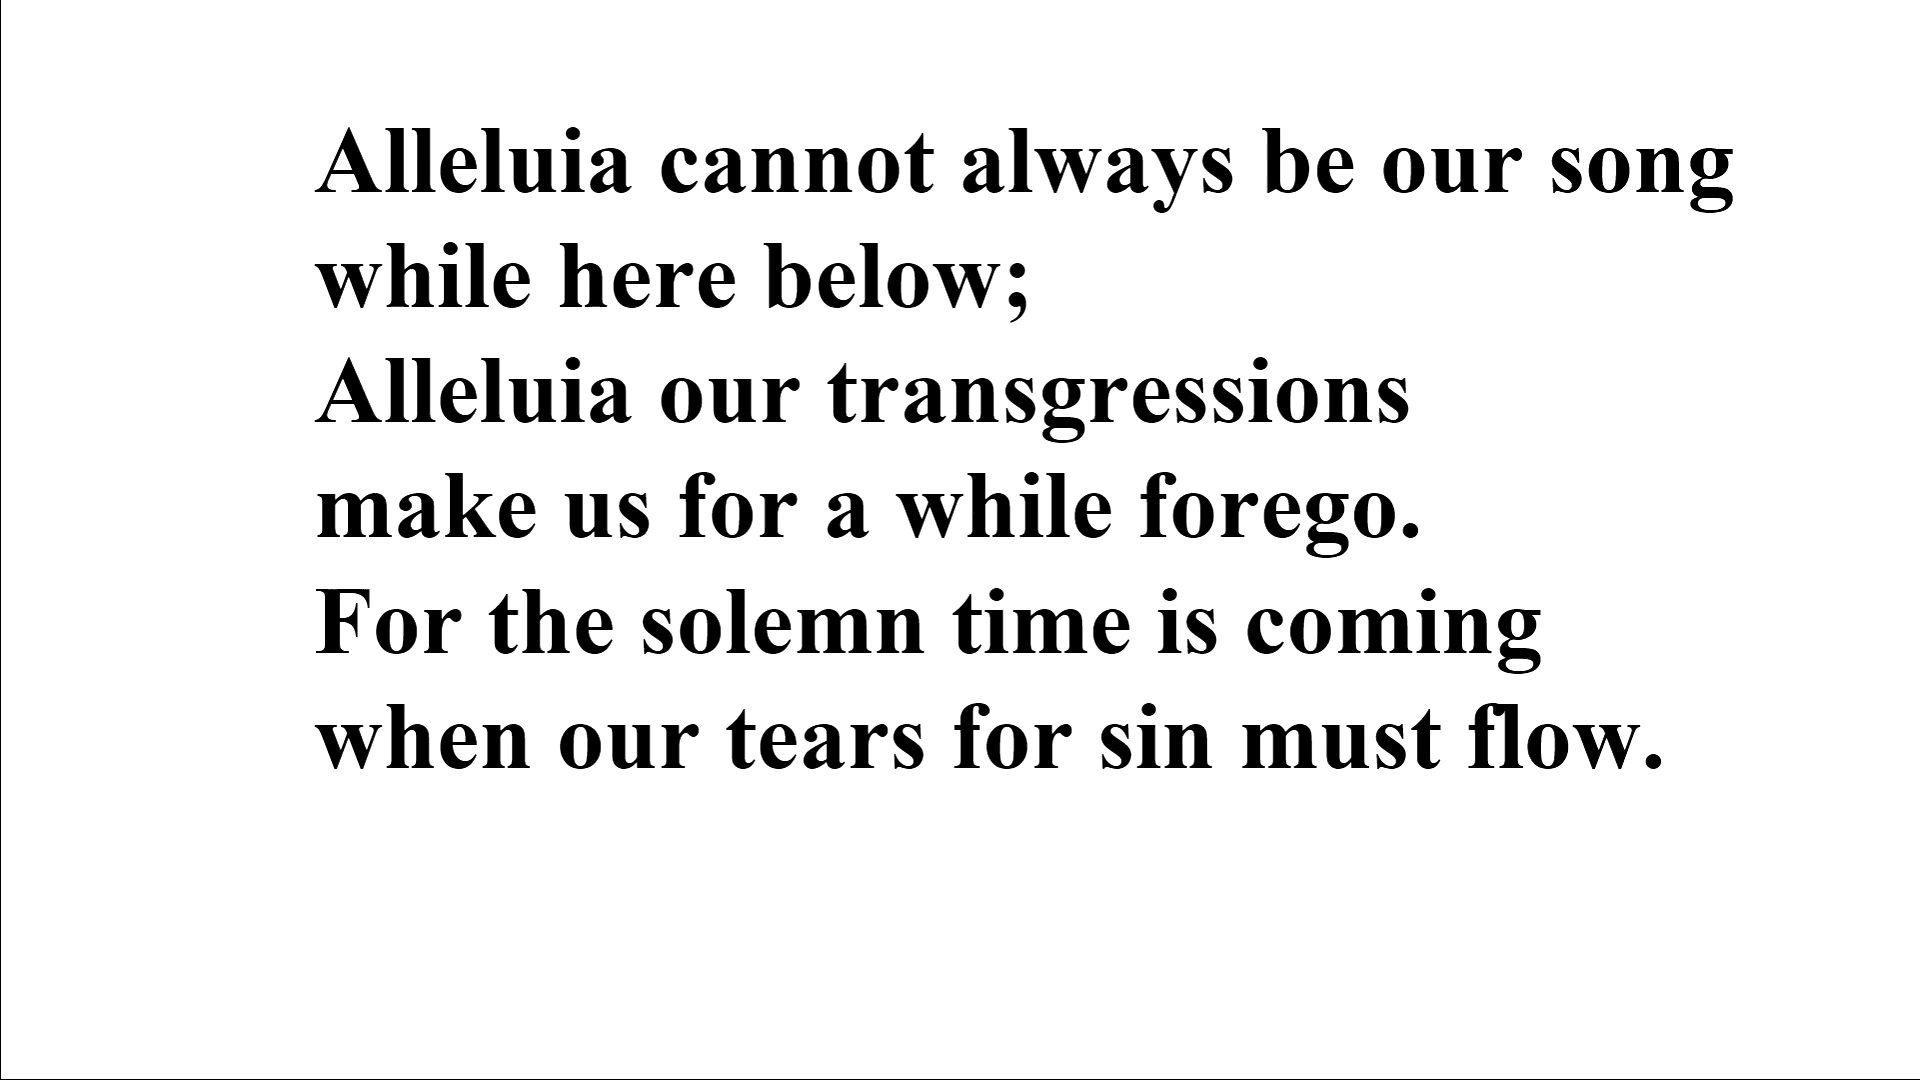 Alleluia cannot always be our song
while here below;
Alleluia our transgressions
make us for a while forego.
For the solemn time is coming
when our tears for sin must flow.